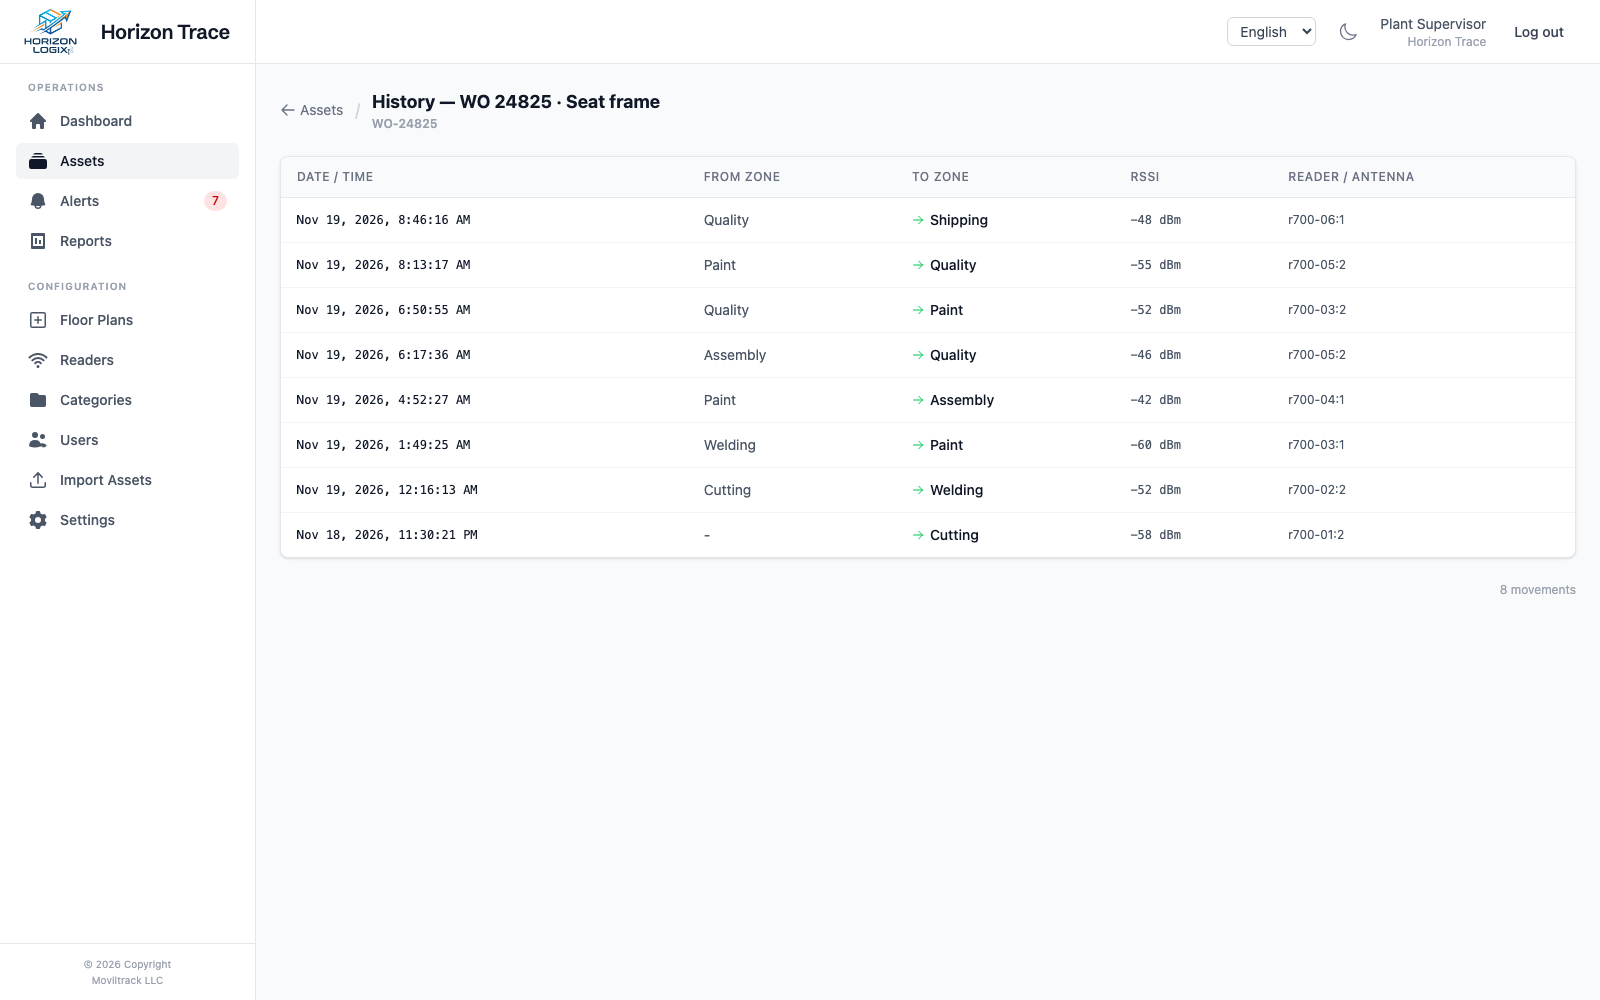 HORIZON
LOGIX
Horizon Trace
English
Plant Supervisor
Horizon Trace
Log out
OPERATIONS
Dashboard
Assets
Alerts 7
Reports
CONFIGURATION
Floor Plans
Readers
Categories
Users
Import Assets
Settings
© 2026 Copyright
Moviltrack LLC
← Assets / History — WO 24825 · Seat frame
WO-24825
DATE / TIME FROM ZONE TO ZONE RSSI READER / ANTENNA
Nov 19, 2026, 8:46:16 AM Quality → Shipping −48 dBm r700-06:1
Nov 19, 2026, 8:13:17 AM Paint → Quality −55 dBm r700-05:2
Nov 19, 2026, 6:50:55 AM Quality → Paint −52 dBm r700-03:2
Nov 19, 2026, 6:17:36 AM Assembly → Quality −46 dBm r700-05:2
Nov 19, 2026, 4:52:27 AM Paint → Assembly −42 dBm r700-04:1
Nov 19, 2026, 1:49:25 AM Welding → Paint −60 dBm r700-03:1
Nov 19, 2026, 12:16:13 AM Cutting → Welding −52 dBm r700-02:2
Nov 18, 2026, 11:30:21 PM - → Cutting −58 dBm r700-01:2
8 movements